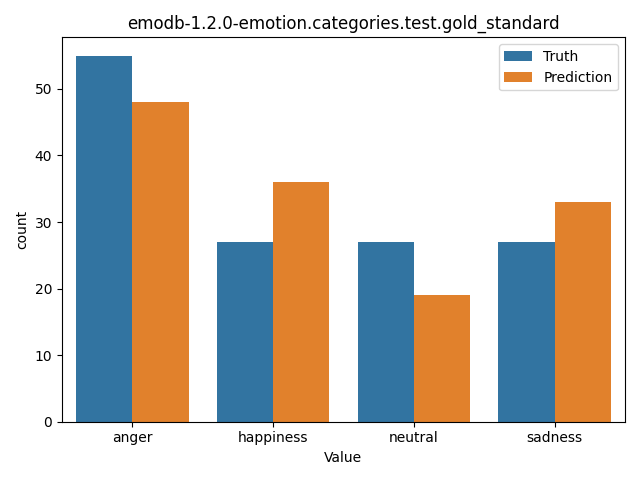 emodb-1.2.0-emotion.categories.test.gold_standard
Truth
Prediction
count
50
40
30
20
10
0
anger happiness neutral sadness
Value